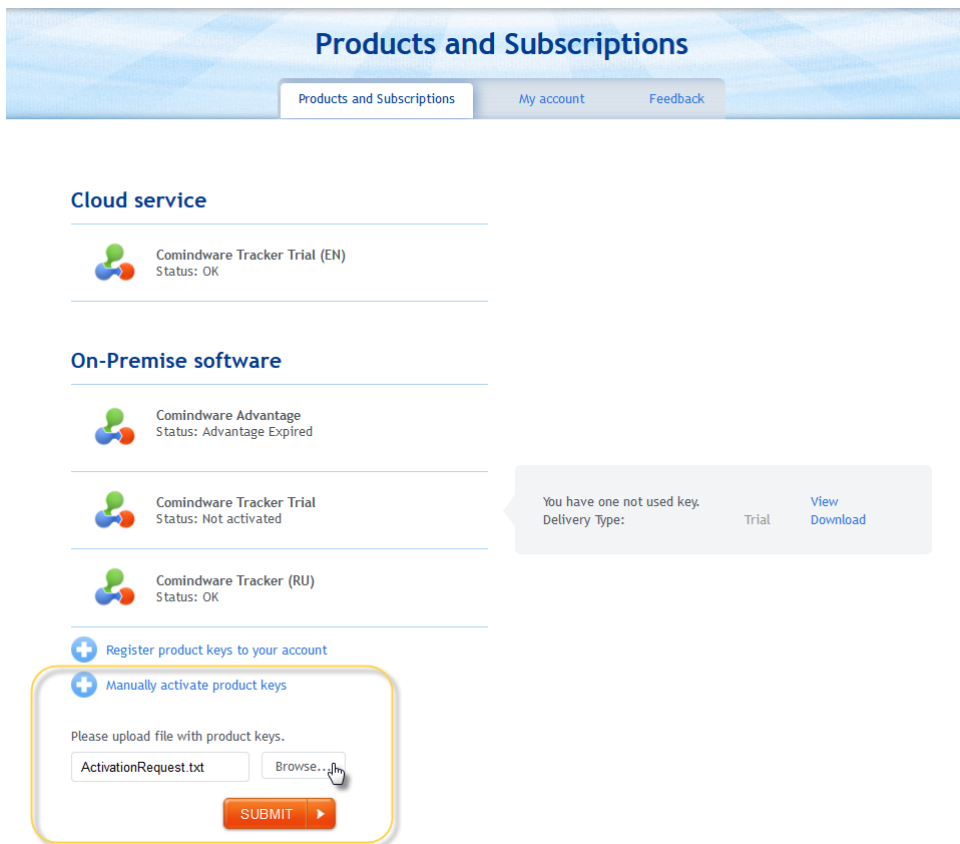 Products and Subscriptions
Products and Subscriptions
My account
Feedback
Cloud service
Comindware Tracker Trial (EN)
Status: OK
On-Premise software
Comindware Advantage
Status: Advantage Expired
Comindware Tracker Trial
Status: Not activated
You have one not used key.
View
Delivery Type:
Trial
Download
Comindware Tracker (RU)
Status: OK
Register product keys to your account
Manually activate product keys
Please upload file with product keys.
ActivationRequest.txt
Browse...
SUBMIT